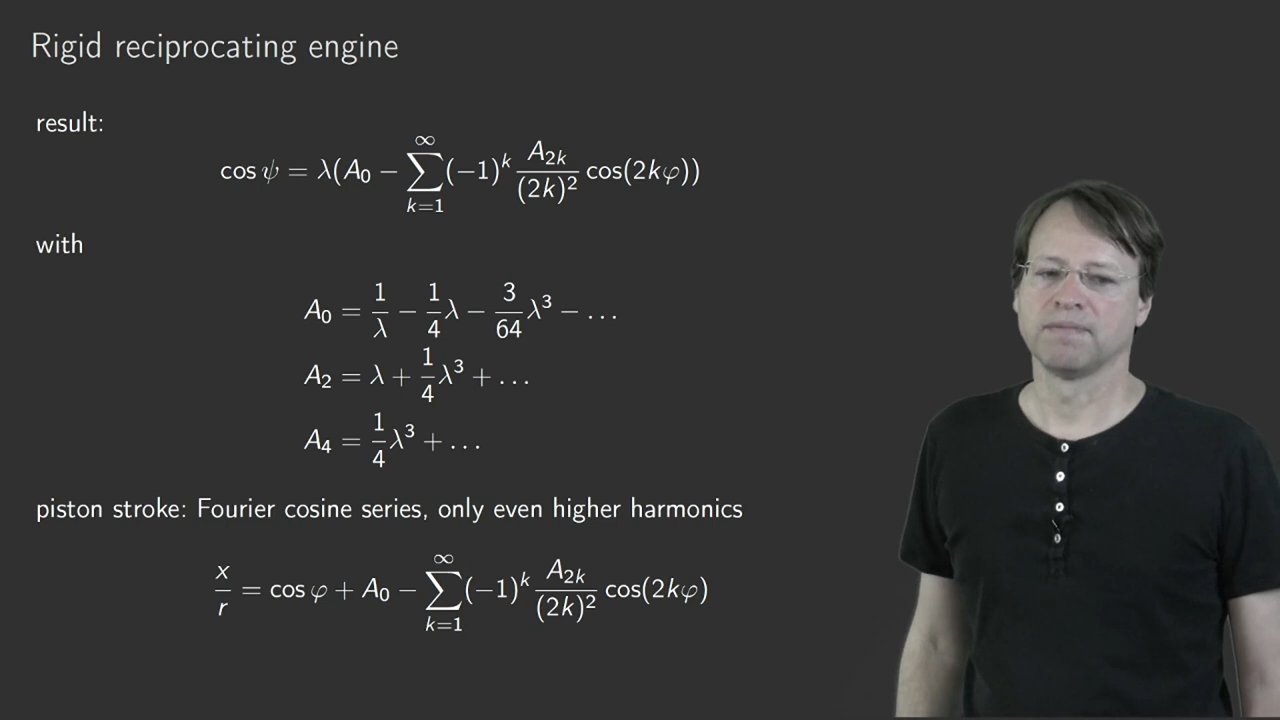 Rigid reciprocating engine
result:
cos ψ = λ(A₀ − ∑_{k=1}^{∞} (−1)^k A_{2k}/(2k)² cos(2kφ))
with
A₀ = 1/λ − 1/4 λ − 3/64 λ³ − …
A₂ = λ + 1/4 λ³ + …
A₄ = 1/4 λ³ + …
piston stroke: Fourier cosine series, only even higher harmonics
x/r = cos φ + A₀ − ∑_{k=1}^{∞} (−1)^k A_{2k}/(2k)² cos(2kφ)